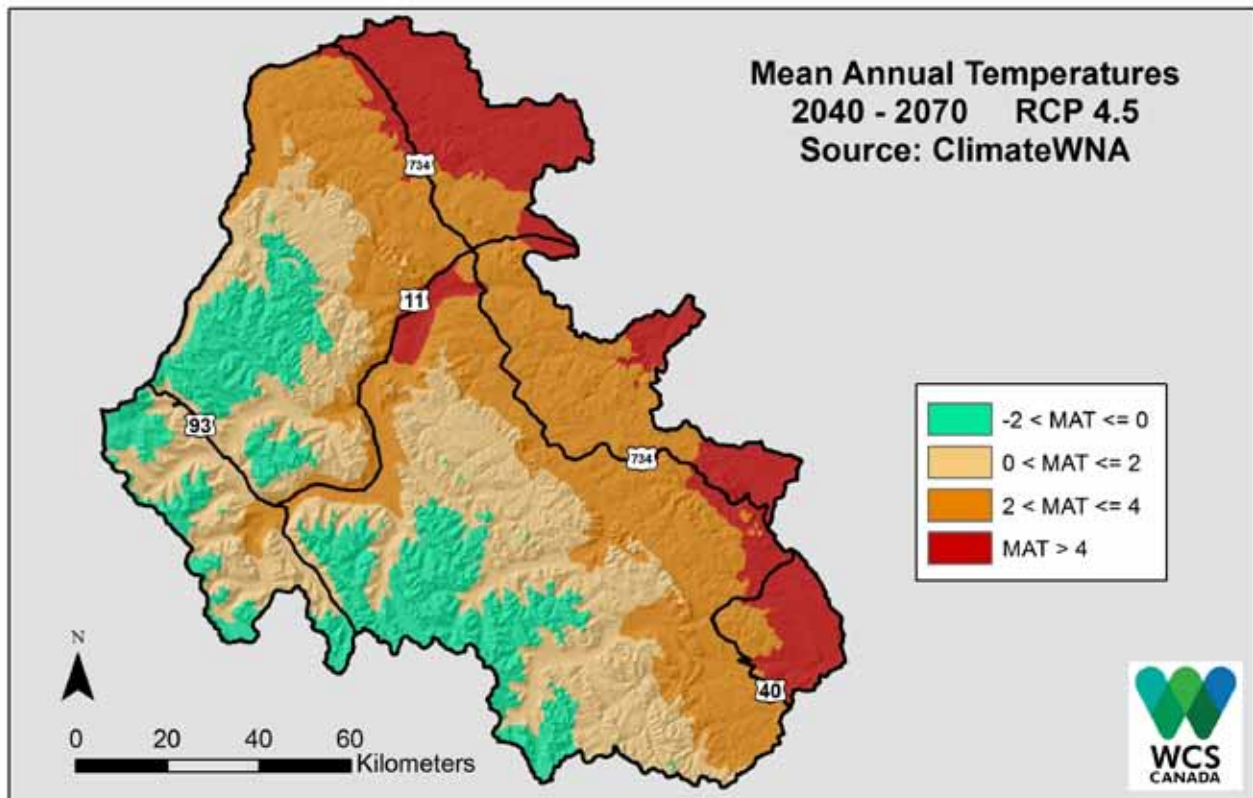 Mean Annual Temperatures
2040 - 2070 RCP 4.5
Source: ClimateWNA
734
11
93
734
40
-2 < MAT <= 0
0 < MAT <= 2
2 < MAT <= 4
MAT > 4
N
0 20 40 60
Kilometers
WCS
CANADA